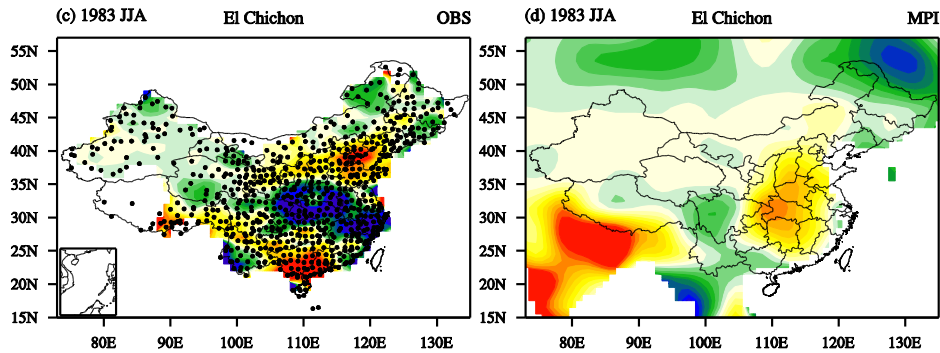 (c) 1983 JJA El Chichon OBS
55N
50N
45N
40N
35N
30N
25N
20N
15N
80E 90E 100E 110E 120E 130E
(d) 1983 JJA El Chichon MPI
55N
50N
45N
40N
35N
30N
25N
20N
15N
80E 90E 100E 110E 120E 130E